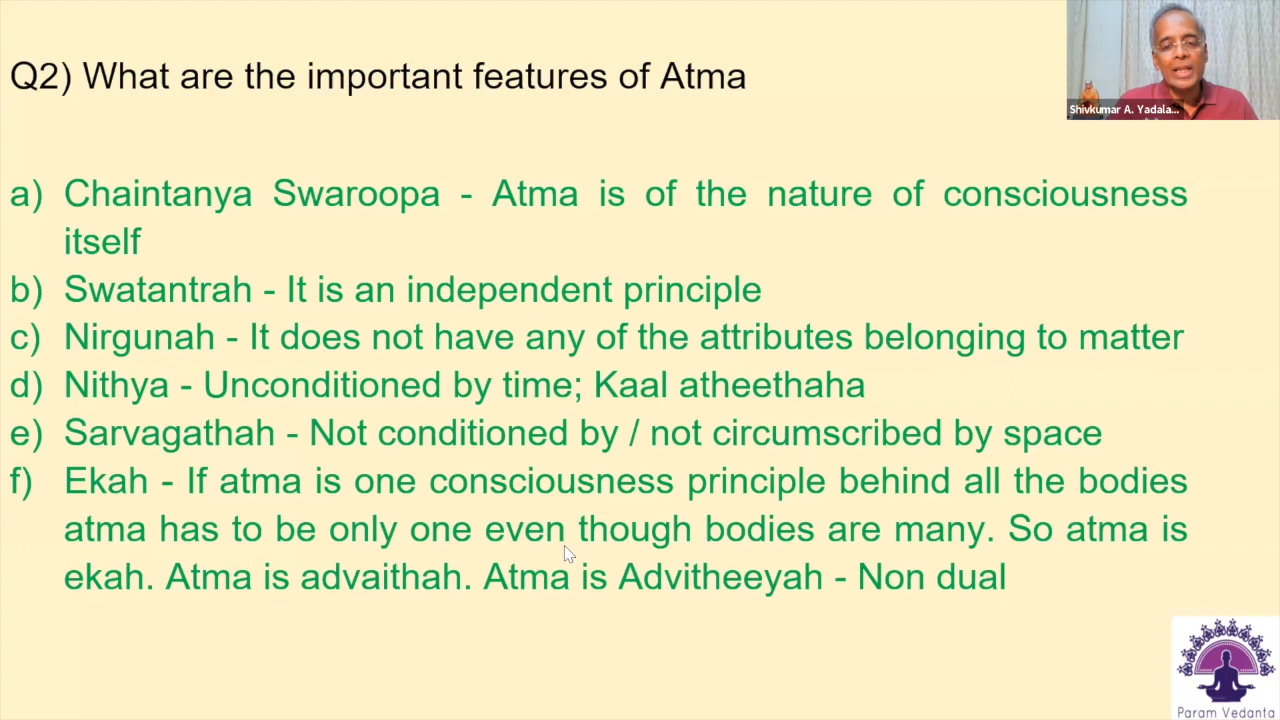 Q2) What are the important features of Atma
Shivkumar A. Yadala...
a) Chaintanya Swaroopa - Atma is of the nature of consciousness
itself
b) Swatantrah - It is an independent principle
c) Nirgunah - It does not have any of the attributes belonging to matter
d) Nithya - Unconditioned by time; Kaal atheethaha
e) Sarvagathah - Not conditioned by / not circumscribed by space
f) Ekah - If atma is one consciousness principle behind all the bodies
atma has to be only one even though bodies are many. So atma is
ekah. Atma is advaithah. Atma is Advitheeyah - Non dual
Param Vedanta